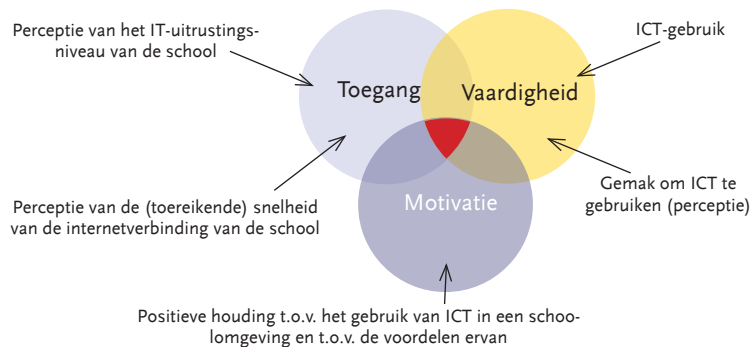 Perceptie van het IT-uitrustings-
niveau van de school
ICT-gebruik
Toegang
Vaardigheid
Perceptie van de (toereikende) snelheid
van de internetverbinding van de school
Motivatie
Gemak om ICT te
gebruiken (perceptie)
Positieve houding t.o.v. het gebruik van ICT in een schoo-
lomgeving en t.o.v. de voordelen ervan